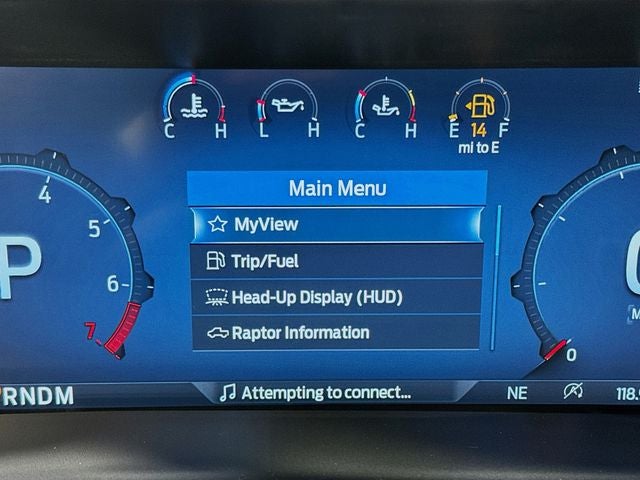 C H
L H
C H
E 14 F
mi to E
Main Menu
MyView
Trip/Fuel
Head-Up Display (HUD)
Raptor Information
4
5
6
7
P
0
RNDM
Attempting to connect...
NE
118.